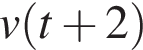 v(t + 2)